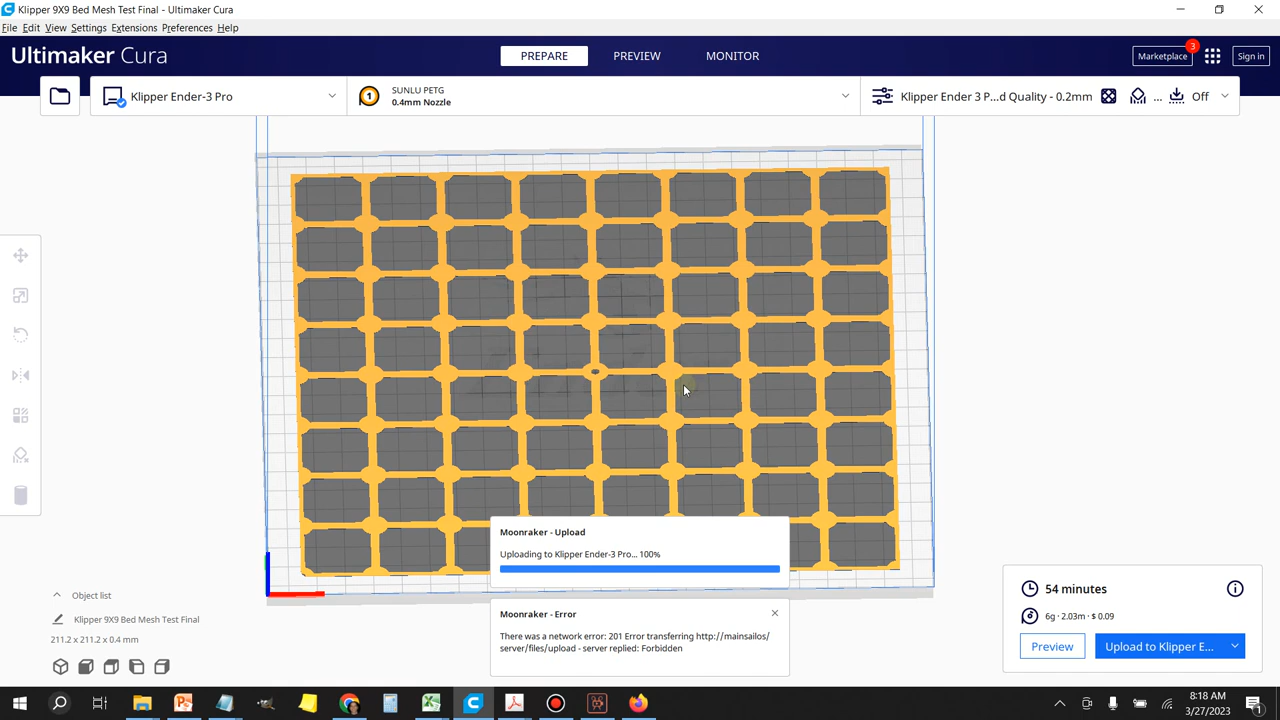 Klipper 9X9 Bed Mesh Test Final - Ultimaker Cura
File Edit View Settings Extensions Preferences Help
Ultimaker Cura
PREPARE
PREVIEW
MONITOR
Marketplace
3
Sign in
Klipper Ender-3 Pro
1
SUNLU PETG
0.4mm Nozzle
Klipper Ender 3 P...d Quality - 0.2mm
...
Off
Moonraker - Upload
Uploading to Klipper Ender-3 Pro... 100%
Moonraker - Error
There was a network error: 201 Error transferring http://mainsailos/
server/files/upload - server replied: Forbidden
Object list
Klipper 9X9 Bed Mesh Test Final
211.2 x 211.2 x 0.4 mm
54 minutes
6g · 2.03m · $ 0.09
Preview
Upload to Klipper E...
8:18 AM
3/27/2023
1